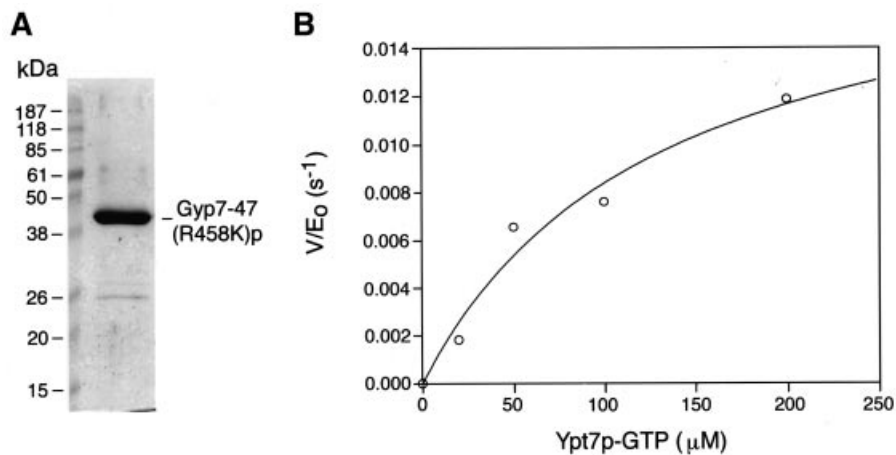 A
kDa
187
118
85
61
50
38
26
20
15
Gyp7-47
(R458K)p
B
0.014
0.012
0.010
0.008
0.006
0.004
0.002
0.000
V/E₀ (s⁻¹)
0 50 100 150 200 250
Ypt7p-GTP (μM)